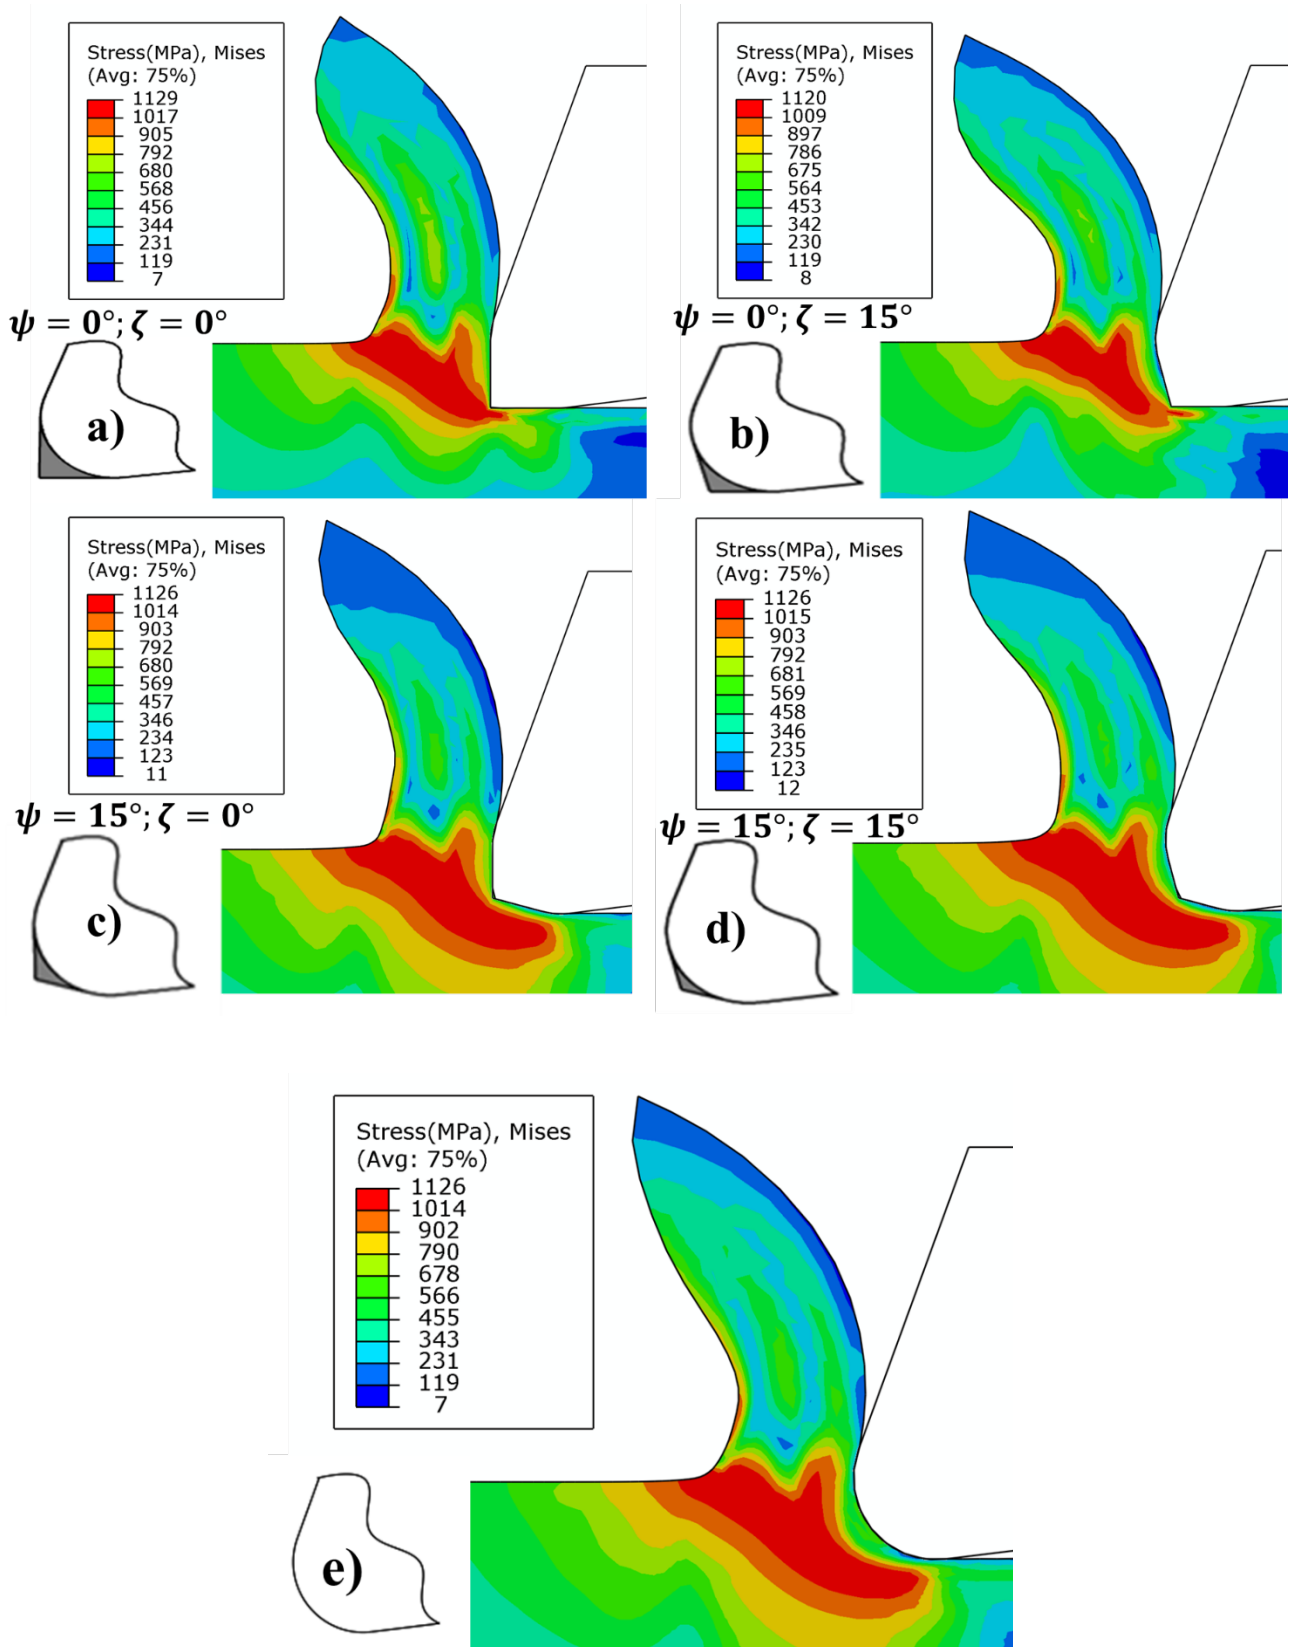 Stress(MPa), Mises
(Avg: 75%)
1129
1017
905
792
680
568
456
344
231
119
7
ψ = 0°; ζ = 0°
a)
Stress(MPa), Mises
(Avg: 75%)
1120
1009
897
786
675
564
453
342
230
119
8
ψ = 0°; ζ = 15°
b)
Stress(MPa), Mises
(Avg: 75%)
1126
1014
903
792
680
569
457
346
234
123
11
ψ = 15°; ζ = 0°
c)
Stress(MPa), Mises
(Avg: 75%)
1126
1015
903
792
681
569
458
346
235
123
12
ψ = 15°; ζ = 15°
d)
Stress(MPa), Mises
(Avg: 75%)
1126
1014
902
790
678
566
455
343
231
119
7
e)